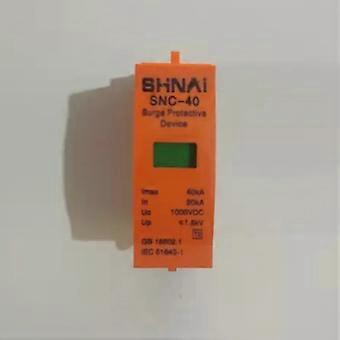 SHNAi
SNC-40
Surge Protective
Device
Imax 40kA
In 20kA
Uc 1000VDC
Up <1.8kV
T2
GB 18802.1
IEC 61643-1